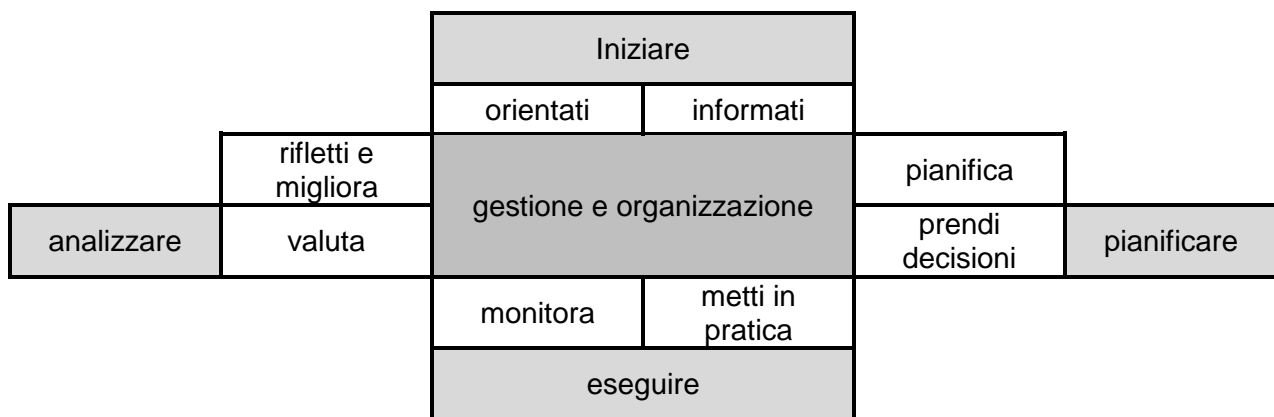 Iniziare
orientati
informati
rifletti e
migliora
gestione e organizzazione
pianifica
analizzare
valuta
prendi
decisioni
pianificare
monitora
metti in
pratica
eseguire